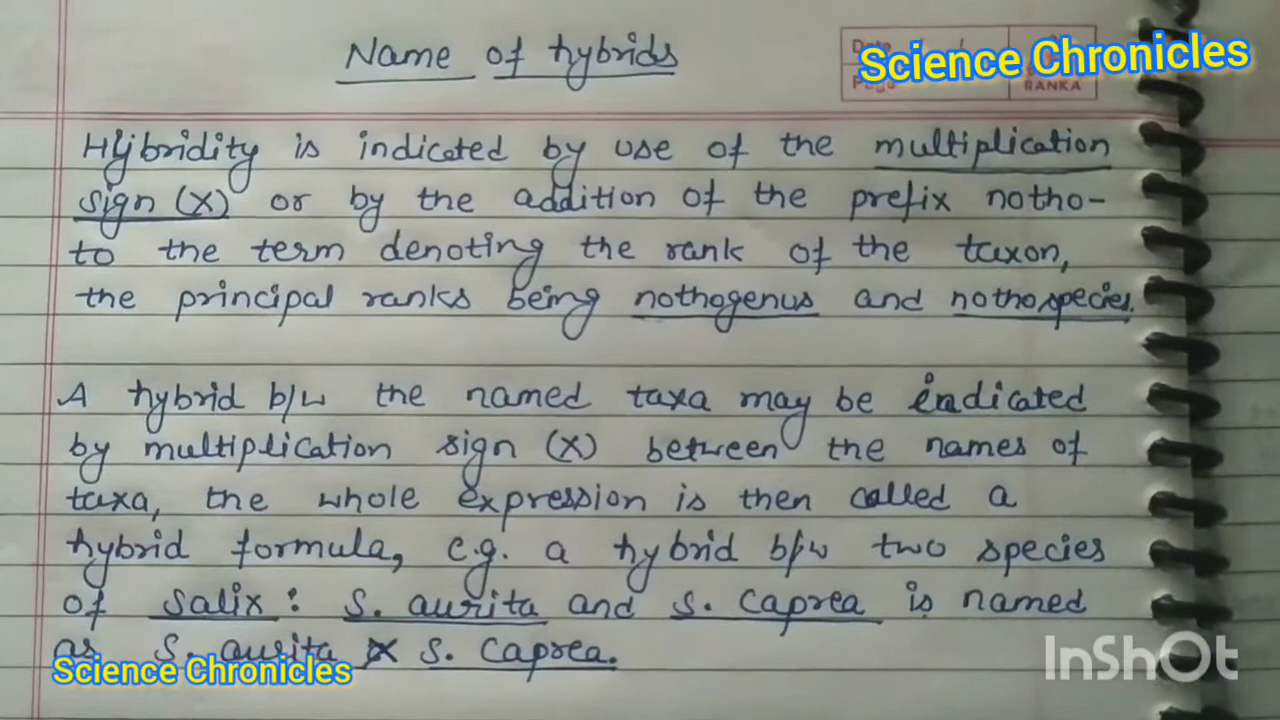 Name of hybrids
Date
Science Chronicles
Page
RANKA
Hybridity is indicated by use of the multiplication
sign (X) or by the addition of the prefix notho-
to the term denoting the rank of the taxon,
the principal ranks being nothogenus and nothospecies.
A hybrid b/w the named taxa may be indicated
by multiplication sign (X) between the names of
taxa, the whole expression is then called a
hybrid formula, e.g. a hybrid b/w two species
of Salix : S. aurita and S. Caprea is named
as S. aurita X S. Caprea.
Science Chronicles
InShOt